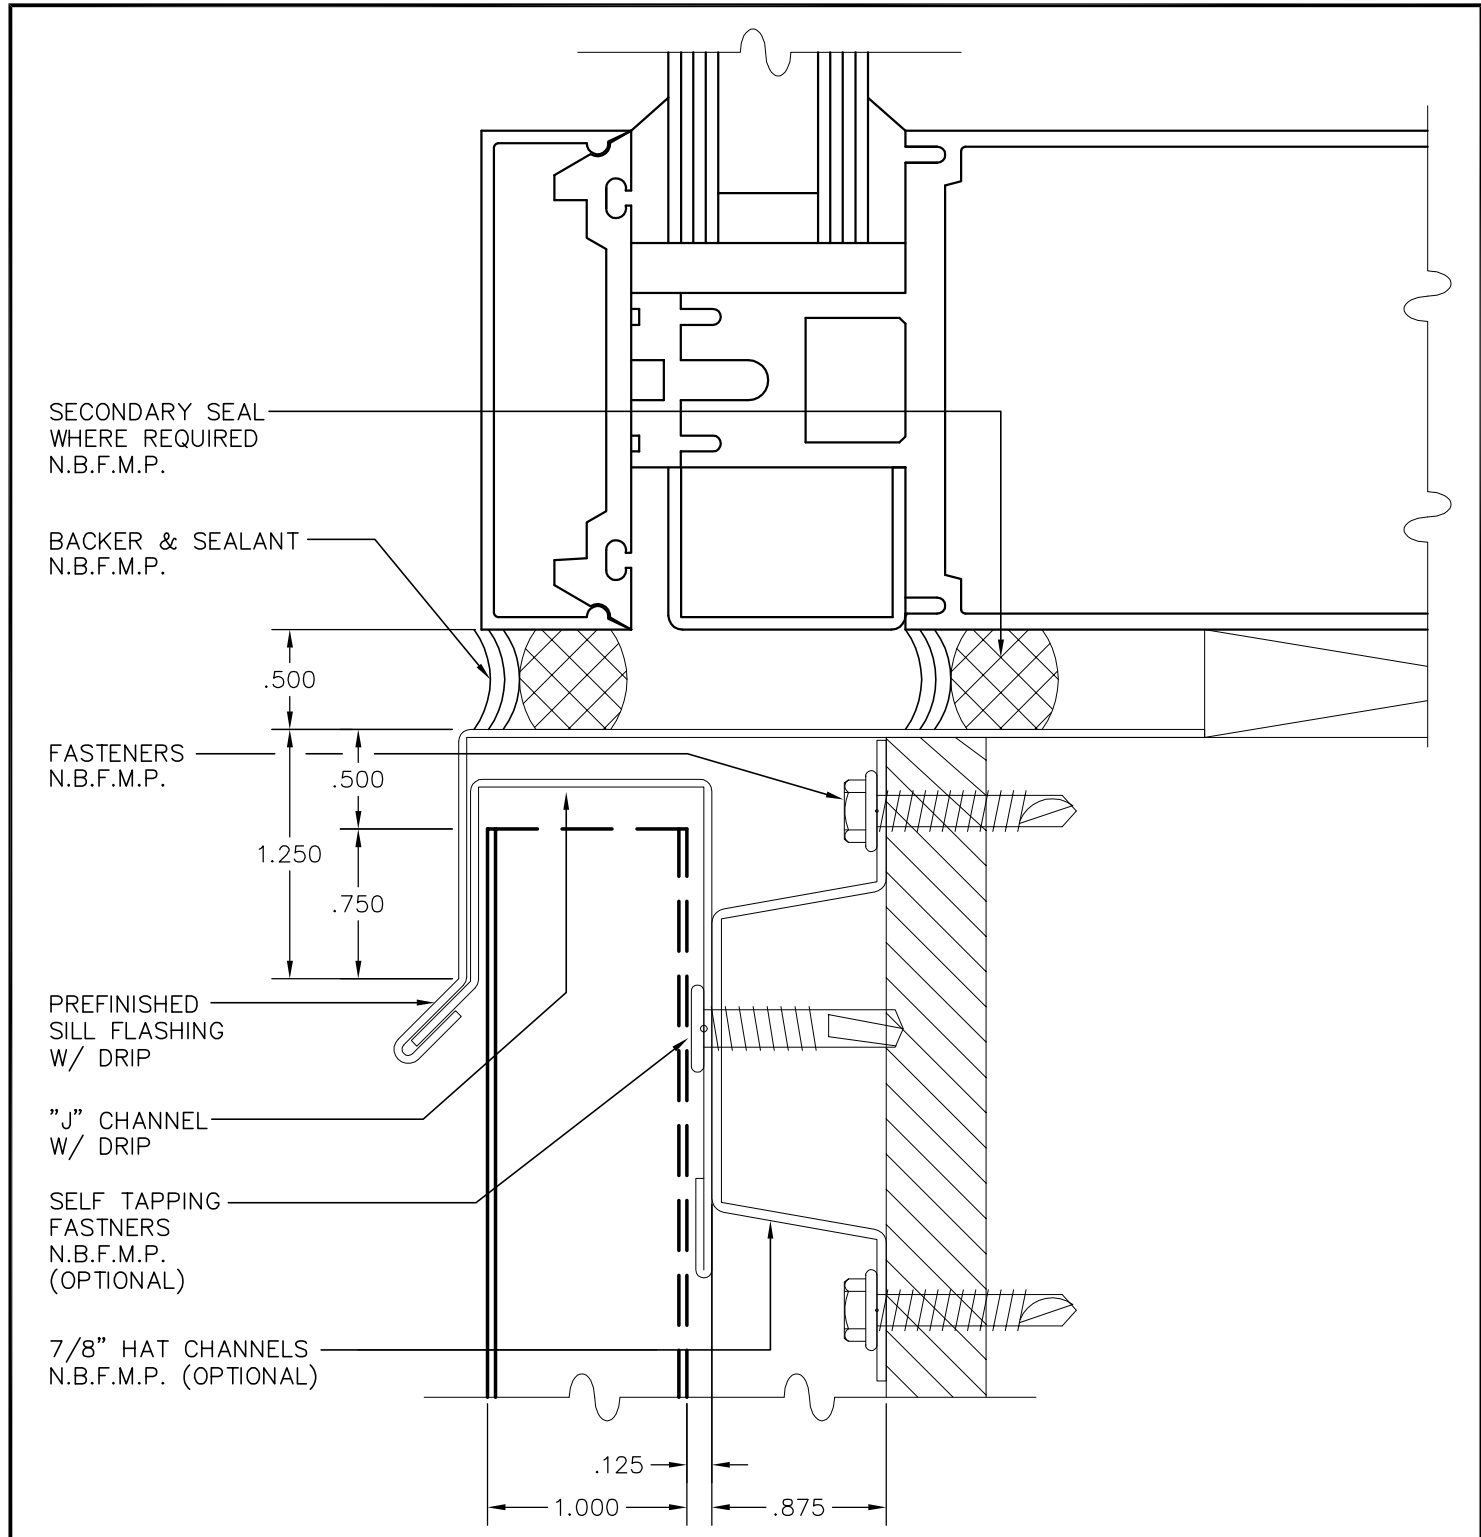 SECONDARY SEAL
WHERE REQUIRED
N.B.F.M.P.
BACKER & SEALANT
N.B.F.M.P.
.500
FASTENERS
N.B.F.M.P.
.500
1.250
.750
PREFINISHED
SILL FLASHING
W/ DRIP
"J" CHANNEL
W/ DRIP
SELF TAPPING
FASTNERS
N.B.F.M.P.
(OPTIONAL)
7/8" HAT CHANNELS
N.B.F.M.P. (OPTIONAL)
.125
1.000
.875